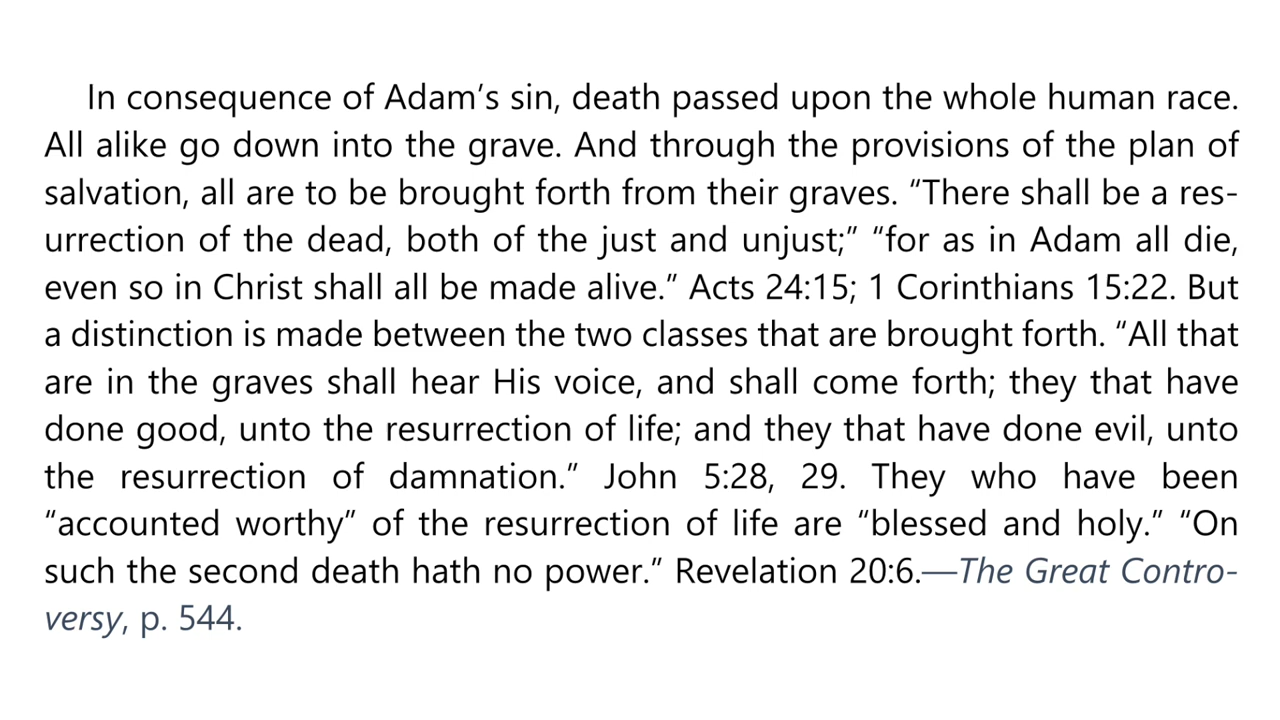 In consequence of Adam’s sin, death passed upon the whole human race.
All alike go down into the grave. And through the provisions of the plan of
salvation, all are to be brought forth from their graves. “There shall be a res-
urrection of the dead, both of the just and unjust;” “for as in Adam all die,
even so in Christ shall all be made alive.” Acts 24:15; 1 Corinthians 15:22. But
a distinction is made between the two classes that are brought forth. “All that
are in the graves shall hear His voice, and shall come forth; they that have
done good, unto the resurrection of life; and they that have done evil, unto
the resurrection of damnation.” John 5:28, 29. They who have been
“accounted worthy” of the resurrection of life are “blessed and holy.” “On
such the second death hath no power.” Revelation 20:6.—The Great Contro-
versy, p. 544.